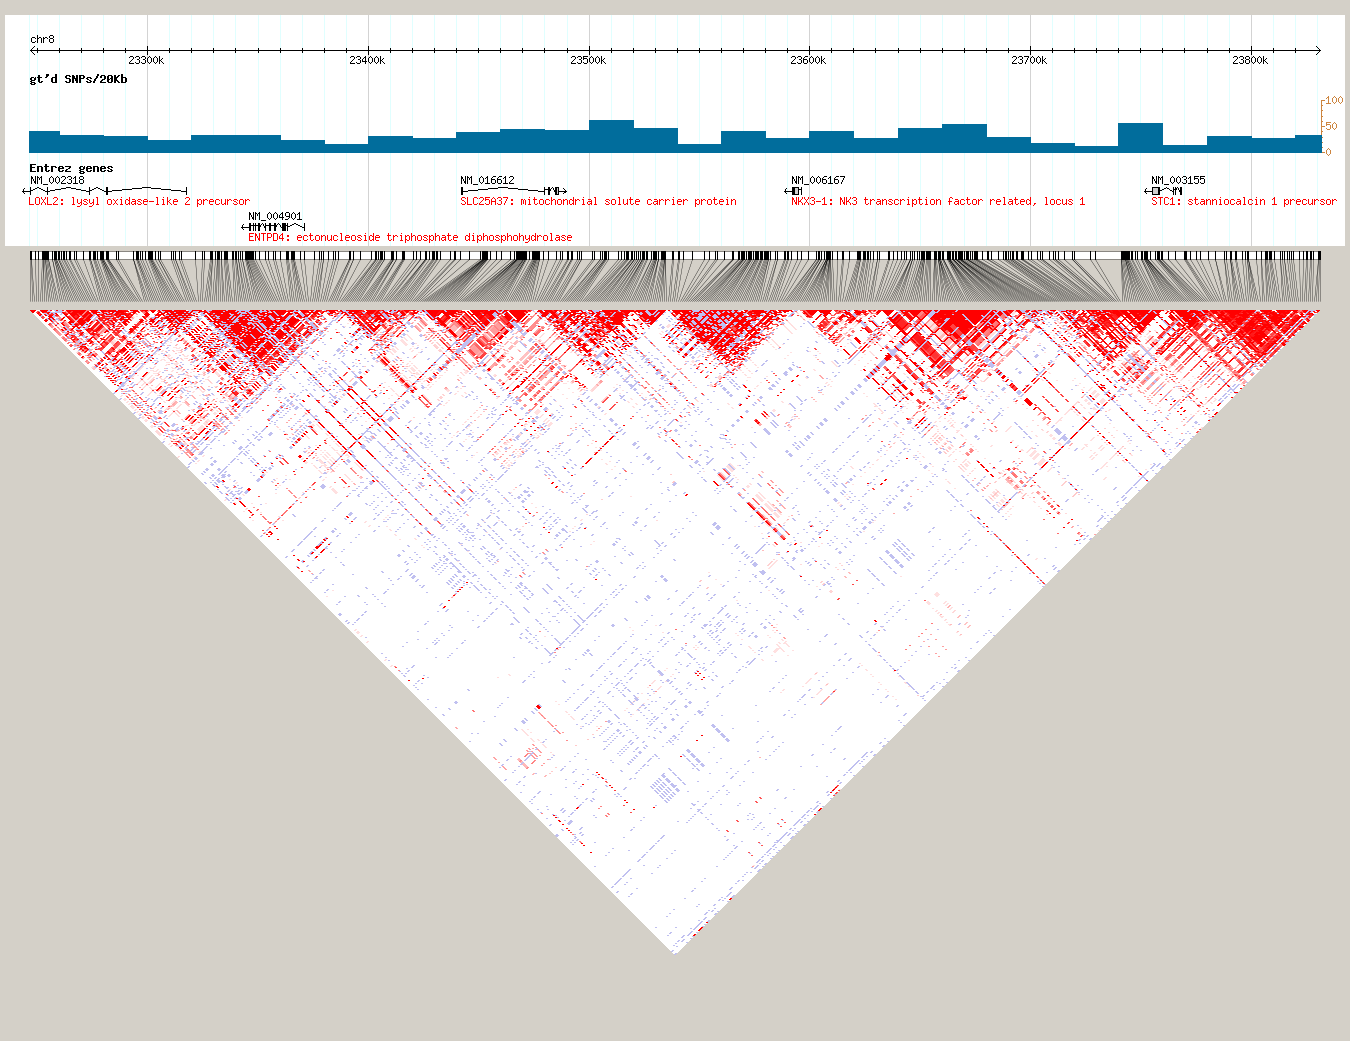 chr8
23300k 23400k 23500k 23600k 23700k 23800k
gt'd SNPs/20Kb
100
50
0
Entrez genes
NM_002318 NM_016612 NM_006167 NM_003155
LOXL2: lysyl oxidase-like 2 precursor SLC25A37: mitochondrial solute carrier protein NKX3-1: NK3 transcription factor related, locus 1 STC1: stanniocalcin 1 precursor
NM_004901
ENTPD4: ectonucleoside triphosphate diphosphohydrolase